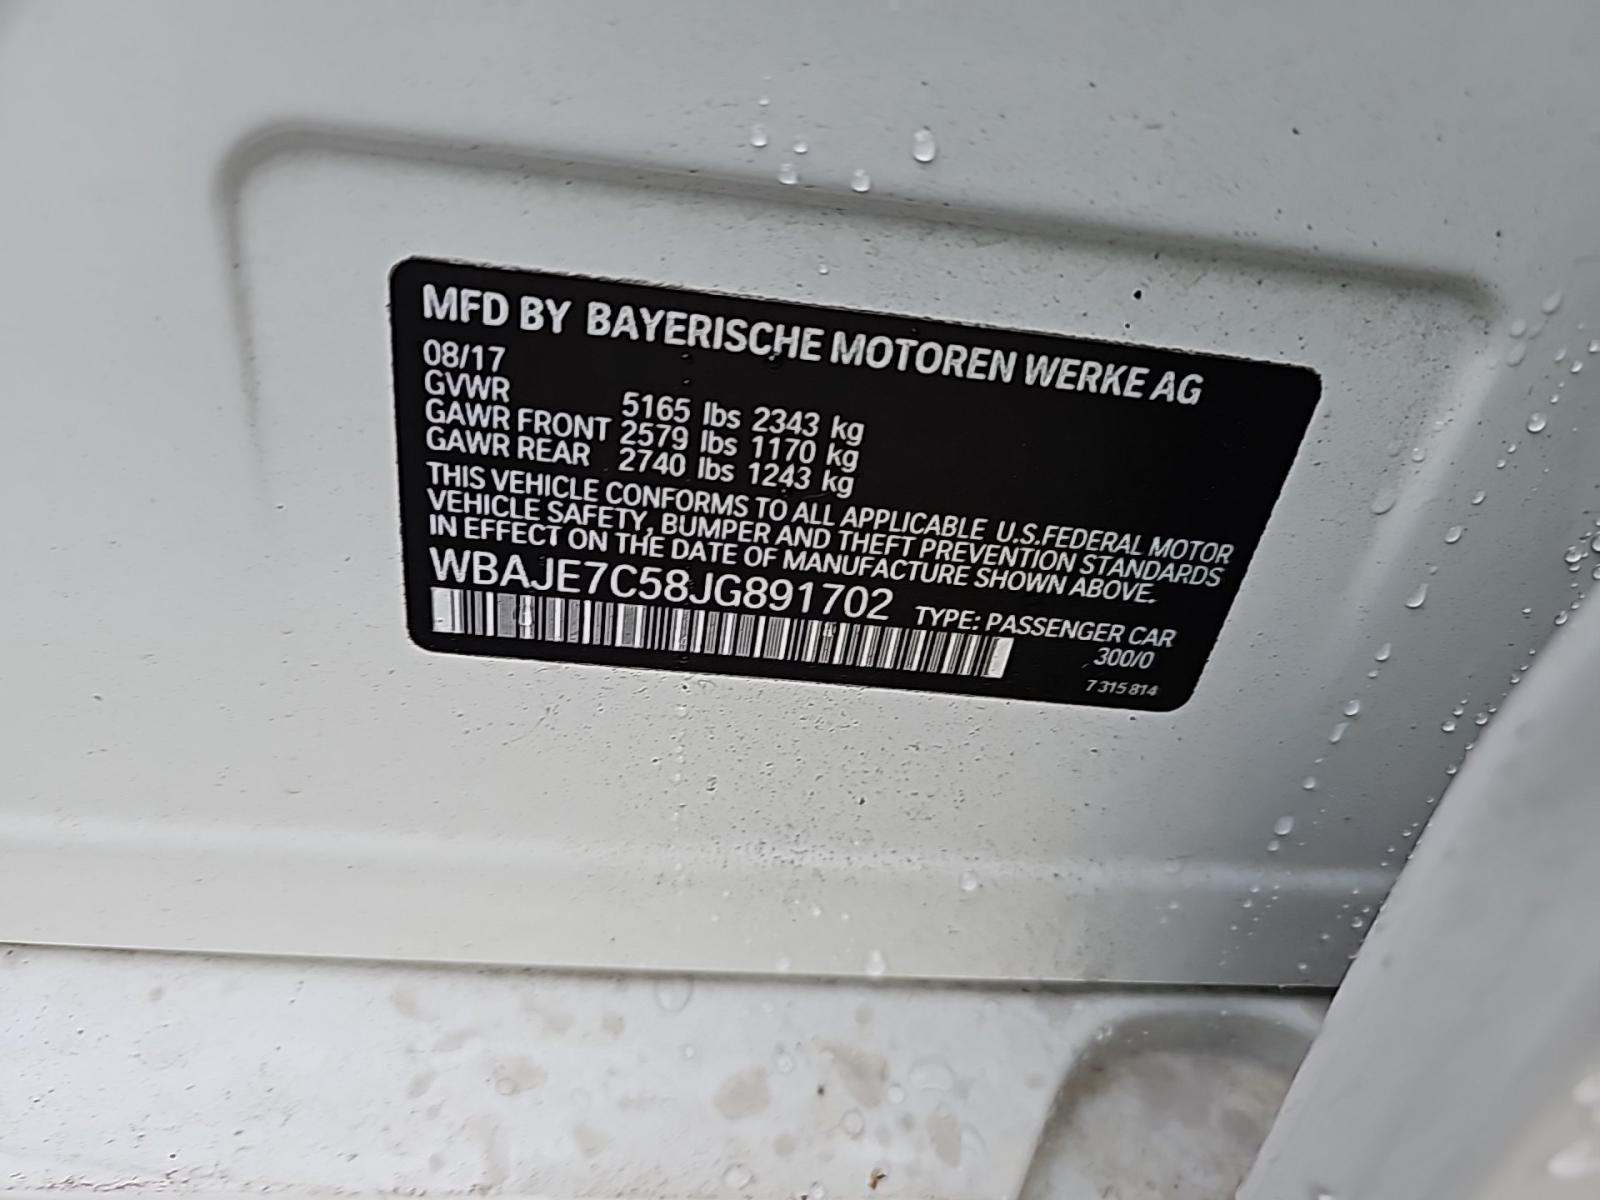 MFD BY BAYERISCHE MOTOREN WERKE AG
08/17
GVWR 5165 lbs 2343 kg
GAWR FRONT 2579 lbs 1170 kg
GAWR REAR 2740 lbs 1243 kg
THIS VEHICLE CONFORMS TO ALL APPLICABLE U.S.FEDERAL MOTOR
VEHICLE SAFETY, BUMPER AND THEFT PREVENTION STANDARDS
IN EFFECT ON THE DATE OF MANUFACTURE SHOWN ABOVE.
WBAJE7C58JG891702 TYPE: PASSENGER CAR
300/0
7 315 814